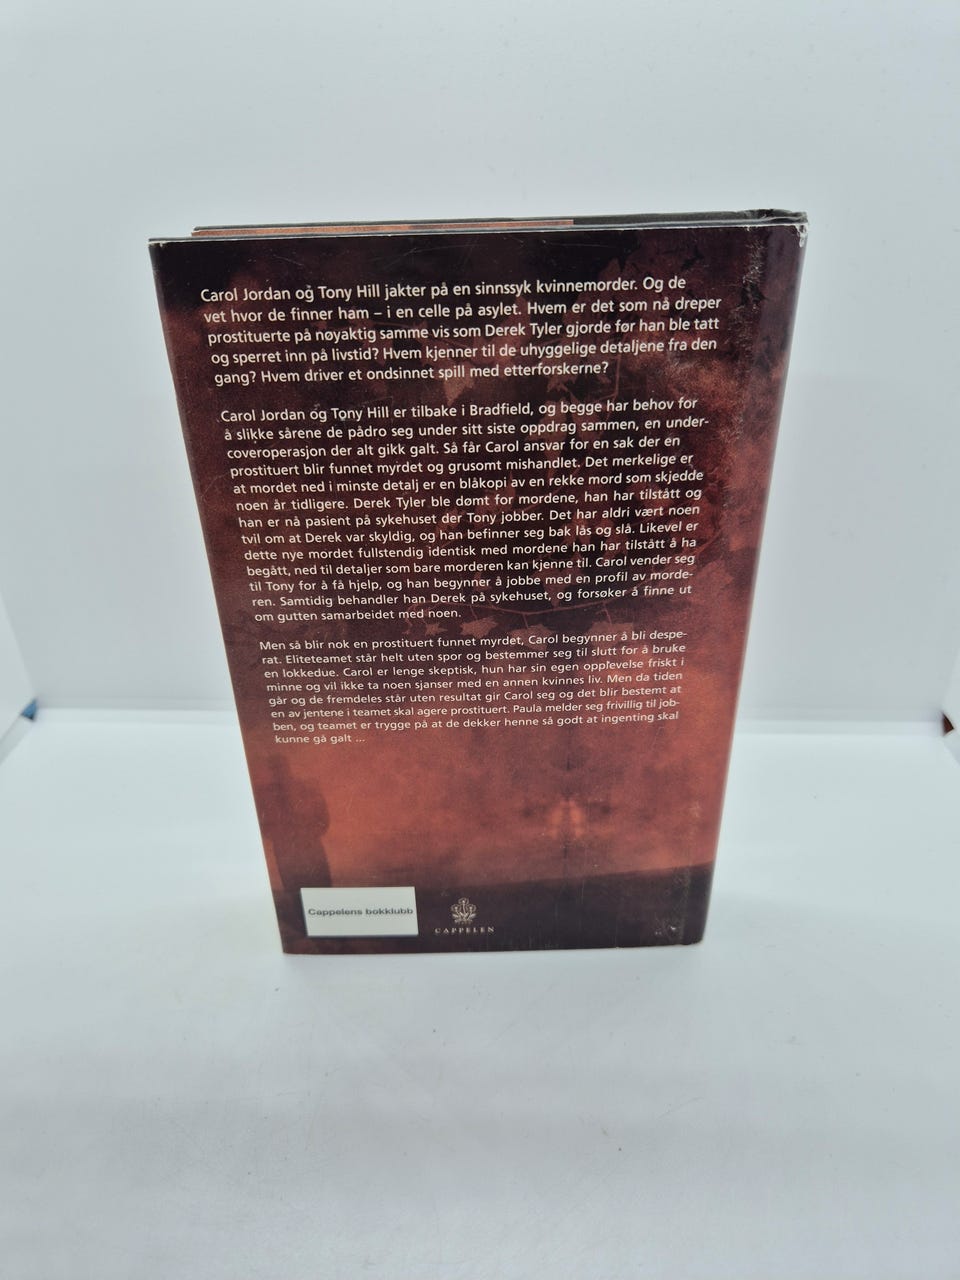 Carol Jordan og Tony Hill jakter på en sinnssyk kvinnemorder. Og de
vet hvor de finner ham – i en celle på asylet. Hvem er det som nå dreper
prostituerte på nøyaktig samme vis som Derek Tyler gjorde før han ble tatt
og sperret inn på livstid? Hvem kjenner til de uhyggelige detaljene fra den
gang? Hvem driver et ondsinnet spill med etterforskerne?
Carol Jordan og Tony Hill er tilbake i Bradfield, og begge har behov for
å slikke sårene de pådro seg under sitt siste oppdrag sammen, en under-
coveroperasjon der alt gikk galt. Så får Carol ansvar for en sak der en
prostituert blir funnet myrdet og grusomt mishandlet. Det merkelige er
at mordet ned i minste detalj er en blåkopi av en rekke mord som skjedde
noen år tidligere. Derek Tyler ble dømt for mordene, han har tilstått og
han er nå pasient på sykehuset der Tony jobber. Det har aldri vært noen
tvil om at Derek var skyldig, og han befinner seg bak lås og slå. Likevel er
dette nye mordet fullstendig identisk med mordene han har tilstått å ha
begått, ned til detaljer som bare morderen kan kjenne til. Carol vender seg
til Tony for å få hjelp, og han begynner å jobbe med en profil av morde-
ren. Samtidig behandler han Derek på sykehuset, og forsøker å finne ut
om gutten samarbeidet med noen.
Men så blir nok en prostituert funnet myrdet, Carol begynner å bli despe-
rat. Eliteteamet står helt uten spor og bestemmer seg til slutt for å bruke
en lokkedue. Carol er lenge skeptisk, hun har sin egen opplevelse friskt i
minne og vil ikke ta noen sjanser med en annen kvinnes liv. Men da tiden
går og de fremdeles står uten resultat gir Carol seg og det blir bestemt at
en av jentene i teamet skal agere prostituert. Paula melder seg frivillig til job-
ben, og teamet er trygge på at de dekker henne så godt at ingenting skal
kunne gå galt ...
Cappelens bokklubb
CAPPELEN